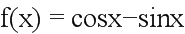 f(x) = cosx−sinx